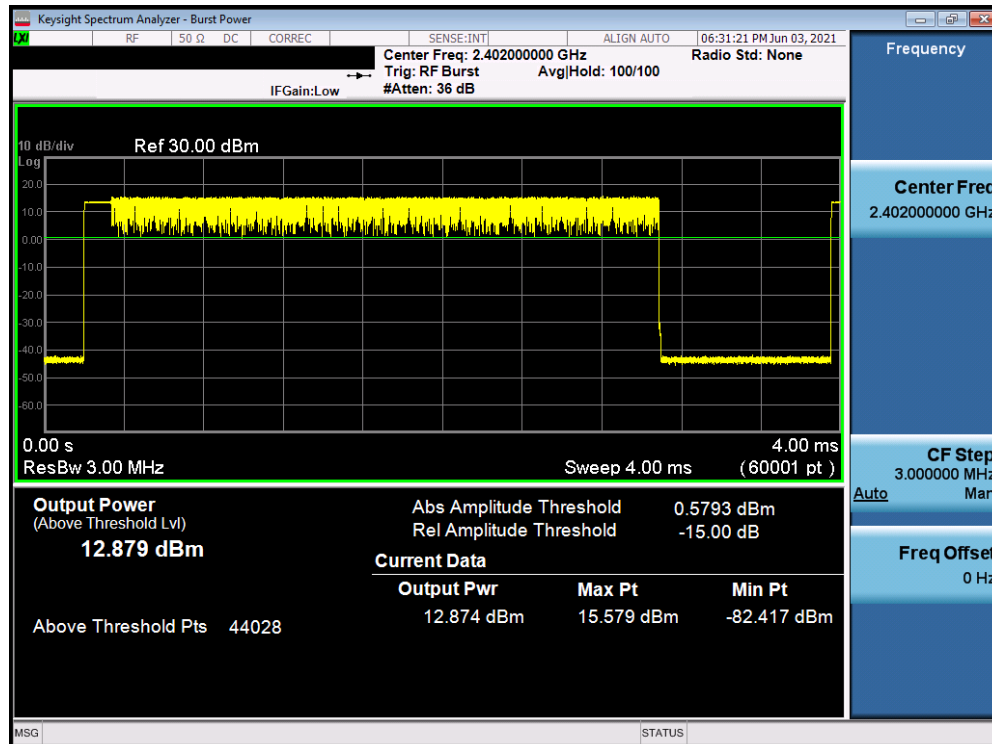 Keysight Spectrum Analyzer - Burst Power
LXI
RF 50 Ω DC CORREC SENSE:INT ALIGN AUTO 06:31:21 PM Jun 03, 2021
Center Freq: 2.402000000 GHz Radio Std: None
Trig: RF Burst Avg|Hold: 100/100
IFGain:Low #Atten: 36 dB
Frequency
10 dB/div Ref 30.00 dBm
Log
20.0
10.0
0.00
-10.0
-20.0
-30.0
-40.0
-50.0
-60.0
0.00 s 4.00 ms
ResBw 3.00 MHz Sweep 4.00 ms (60001 pt)
Center Freq
2.402000000 GHz
CF Step
3.000000 MHz
Auto Man
Freq Offset
0 Hz
Output Power
(Above Threshold Lvl)
12.879 dBm
Above Threshold Pts 44028
Abs Amplitude Threshold 0.5793 dBm
Rel Amplitude Threshold -15.00 dB
Current Data
Output Pwr Max Pt Min Pt
12.874 dBm 15.579 dBm -82.417 dBm
MSG STATUS